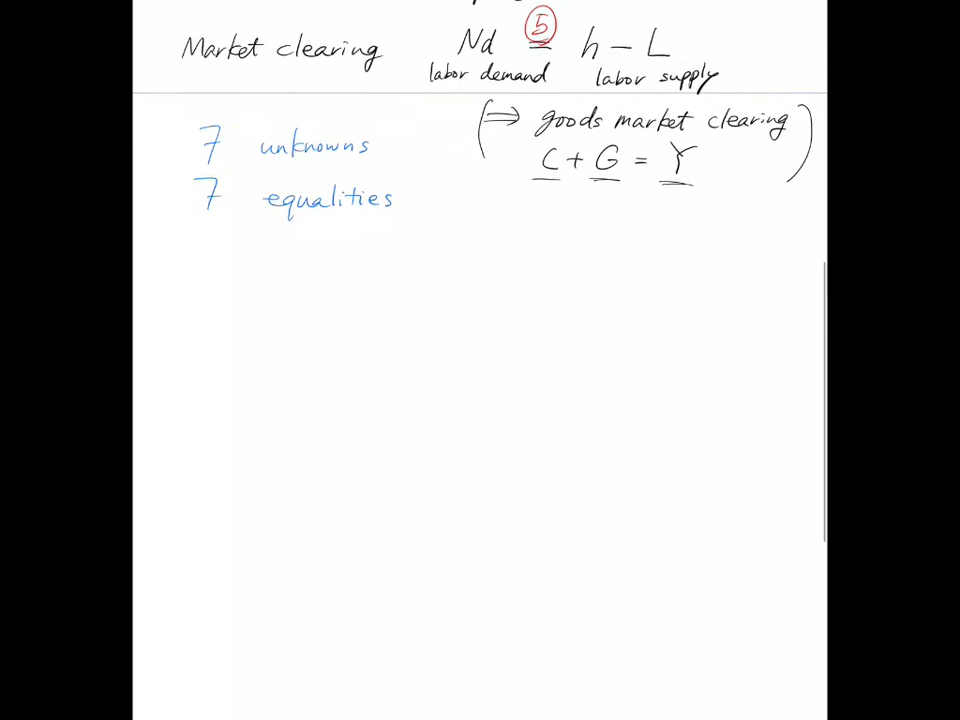 Market clearing Nd ⑤ = h - L
labor demand labor supply
(⇒ goods market clearing
C + G = Y)
7 unknowns
7 equalities